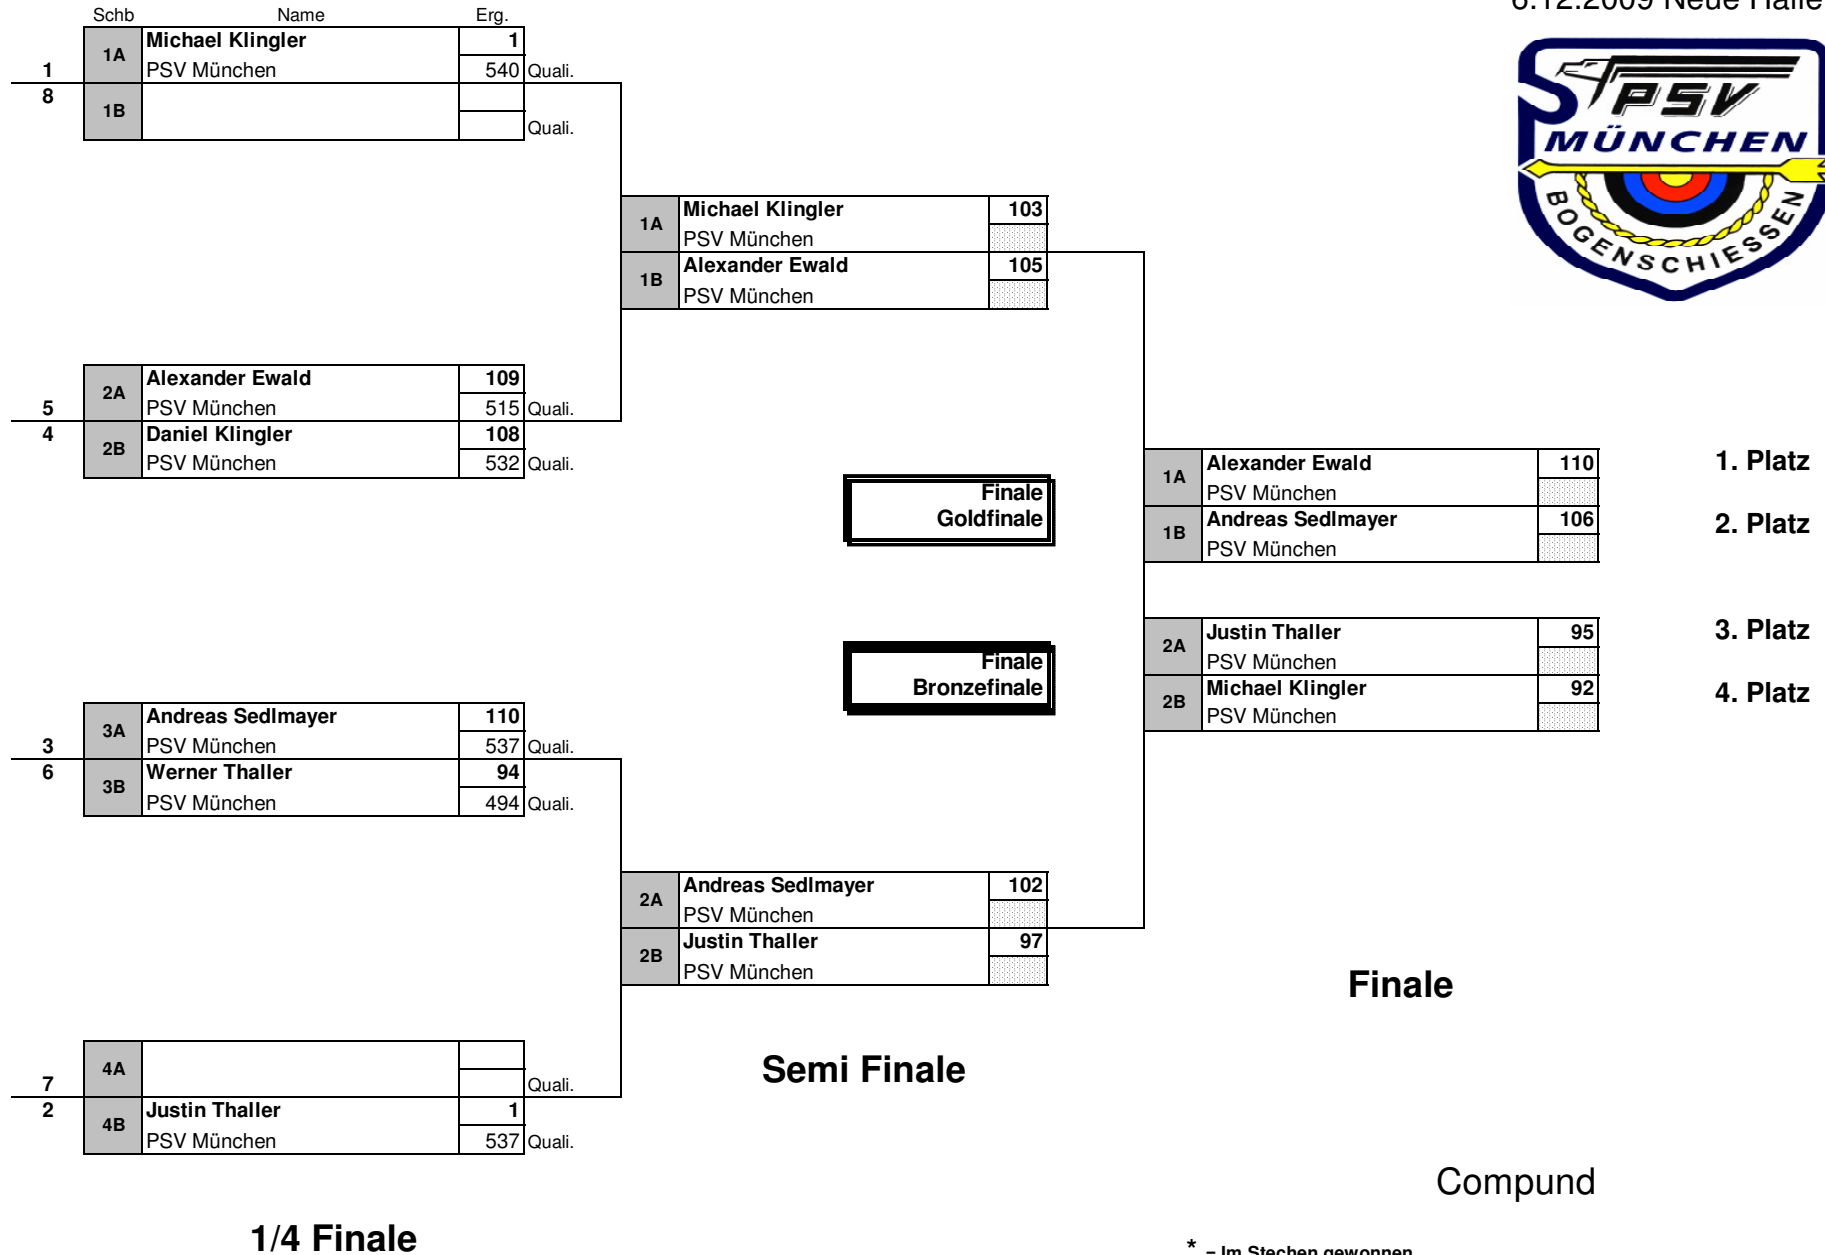 6.12.2009 Neue Halle
Schb Name Erg.
1A Michael Klingler 1
1 PSV München 540 Quali.
8
1B
Quali.
PSV
MÜNCHEN
BOGENSCHIESSEN
1A Michael Klingler 103
PSV München
1B Alexander Ewald 105
PSV München
2A Alexander Ewald 109
5 PSV München 515 Quali.
4 Daniel Klingler 108
2B PSV München 532 Quali.
Finale
Goldfinale
1A Alexander Ewald 110 1. Platz
PSV München
1B Andreas Sedlmayer 106 2. Platz
PSV München
Finale
Bronzefinale
2A Justin Thaller 95 3. Platz
PSV München
2B Michael Klingler 92 4. Platz
PSV München
3A Andreas Sedlmayer 110
3 PSV München 537 Quali.
6 Werner Thaller 94
3B PSV München 494 Quali.
2A Andreas Sedlmayer 102
PSV München
2B Justin Thaller 97
PSV München
Finale
4A
7 Quali.
2 Justin Thaller 1
4B PSV München 537 Quali.
Semi Finale
Compund
1/4 Finale
* = Im Stechen gewonnen